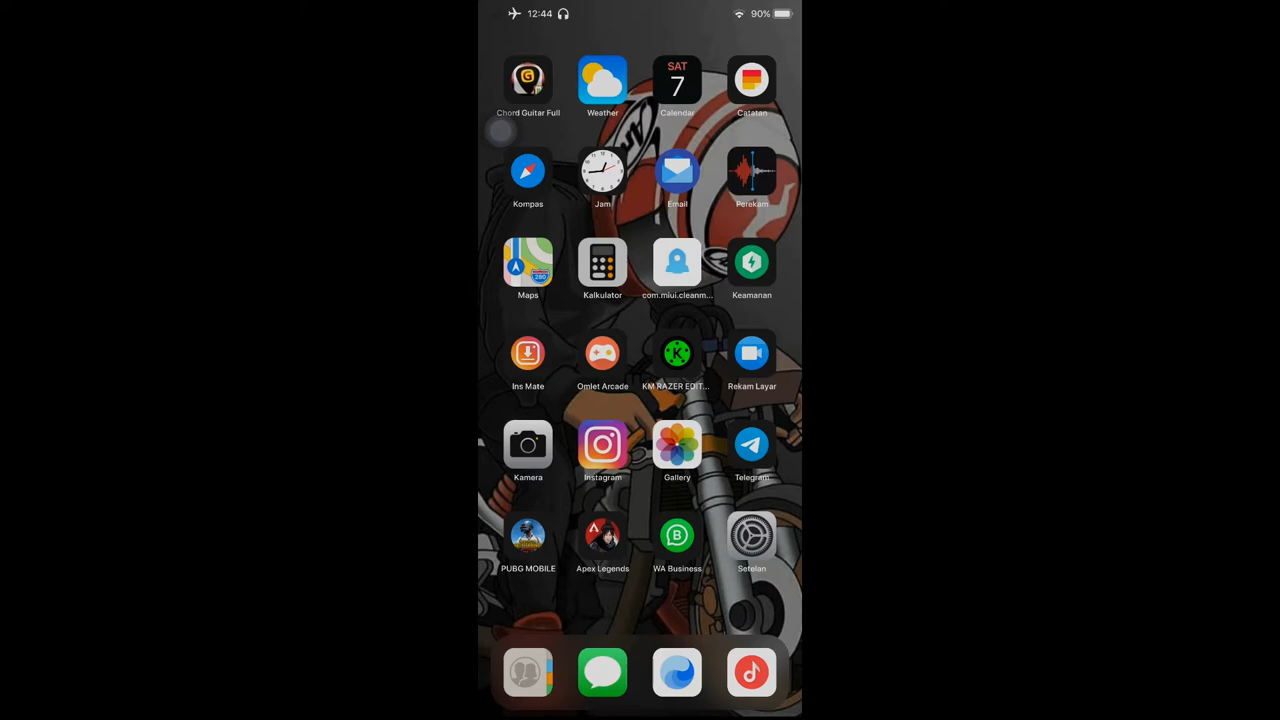 12:44
90%
SAT
7
Chord Guitar Full
Weather
Calendar
Catatan
Kompas
Jam
Email
Perekam
280
Maps
Kalkulator
com.miui.cleanm...
Keamanan
K
Ins Mate
Omlet Arcade
KM RAZER EDIT...
Rekam Layar
Kamera
Instagram
Gallery
Telegram
B
PUBG MOBILE
Apex Legends
WA Business
Setelan